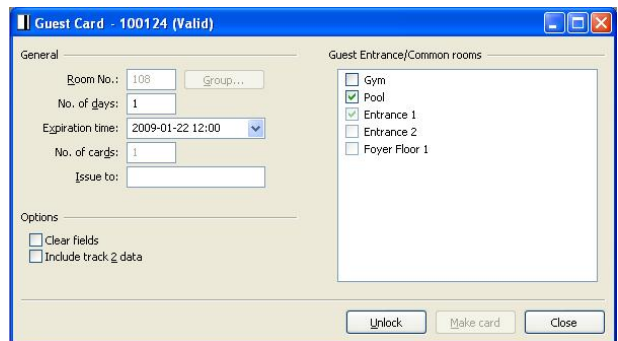 Guest Card - 100124 (Valid)
General
Room No.: 108 Group...
No. of days: 1
Expiration time: 2009-01-22 12:00
No. of cards: 1
Issue to:
Options
Clear fields
Include track 2 data
Guest Entrance/Common rooms
Gym
Pool
Entrance 1
Entrance 2
Foyer Floor 1
Unlock Make card Close